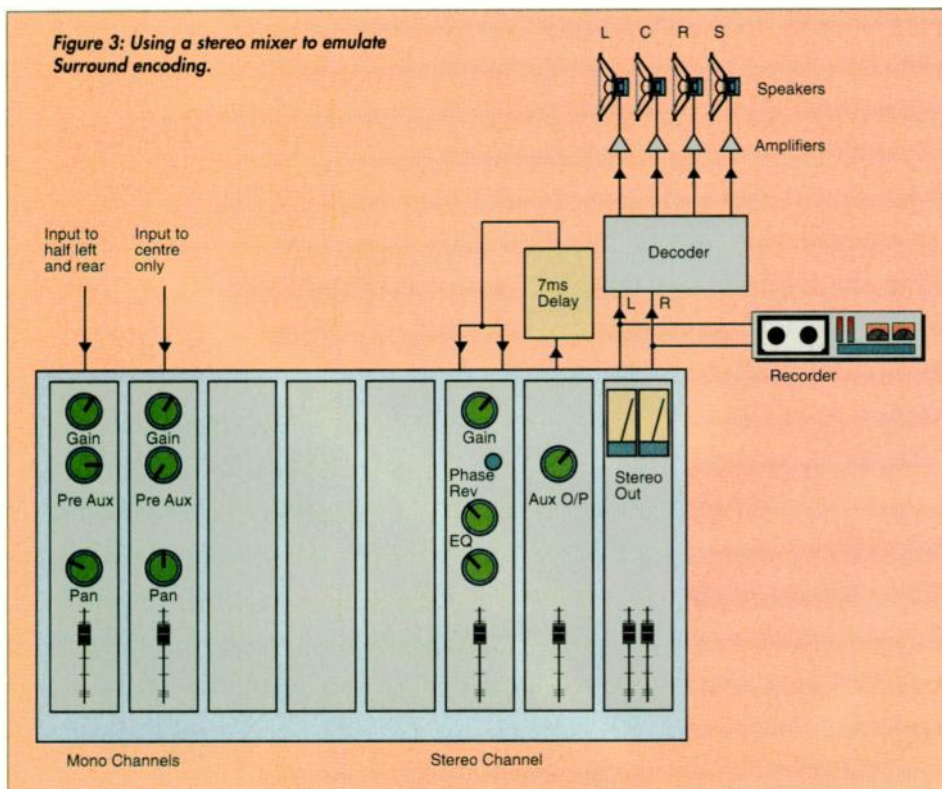 Figure 3: Using a stereo mixer to emulate
Surround encoding.
L C R S
Speakers
Amplifiers
Input to
half left
and rear
Input to
centre
only
7ms
Delay
Decoder
L R
Recorder
Gain
Pre Aux
Pan
Gain
Pre Aux
Pan
Gain
Phase
Rev
EQ
Aux O/P
Stereo
Out
Mono Channels
Stereo Channel